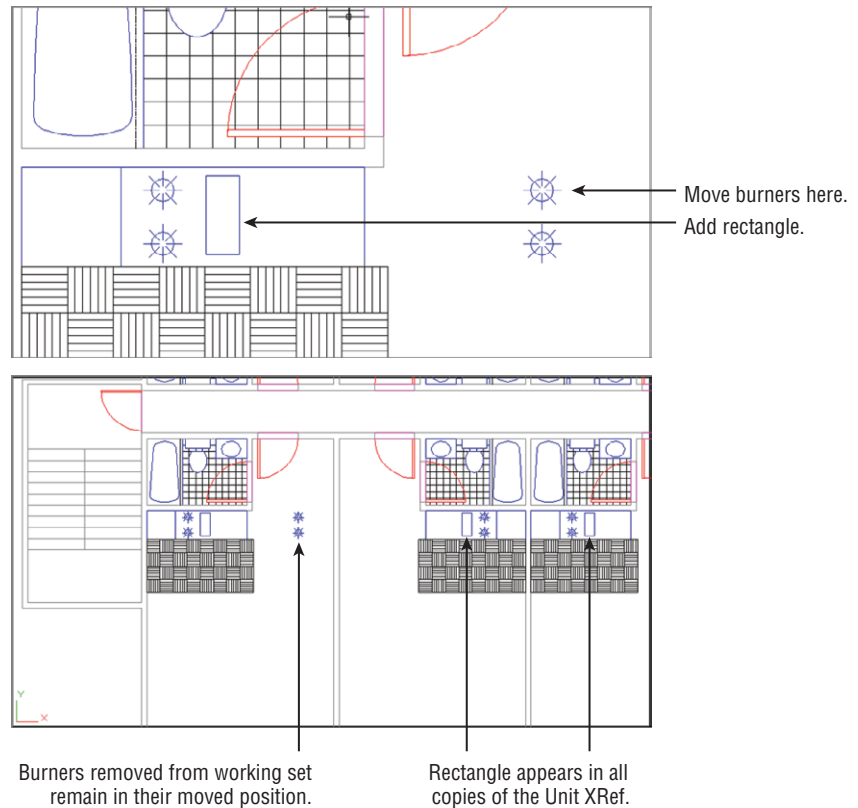 Move burners here.
Add rectangle.
Y
X
Burners removed from working set
remain in their moved position.
Rectangle appears in all
copies of the Unit XRef.